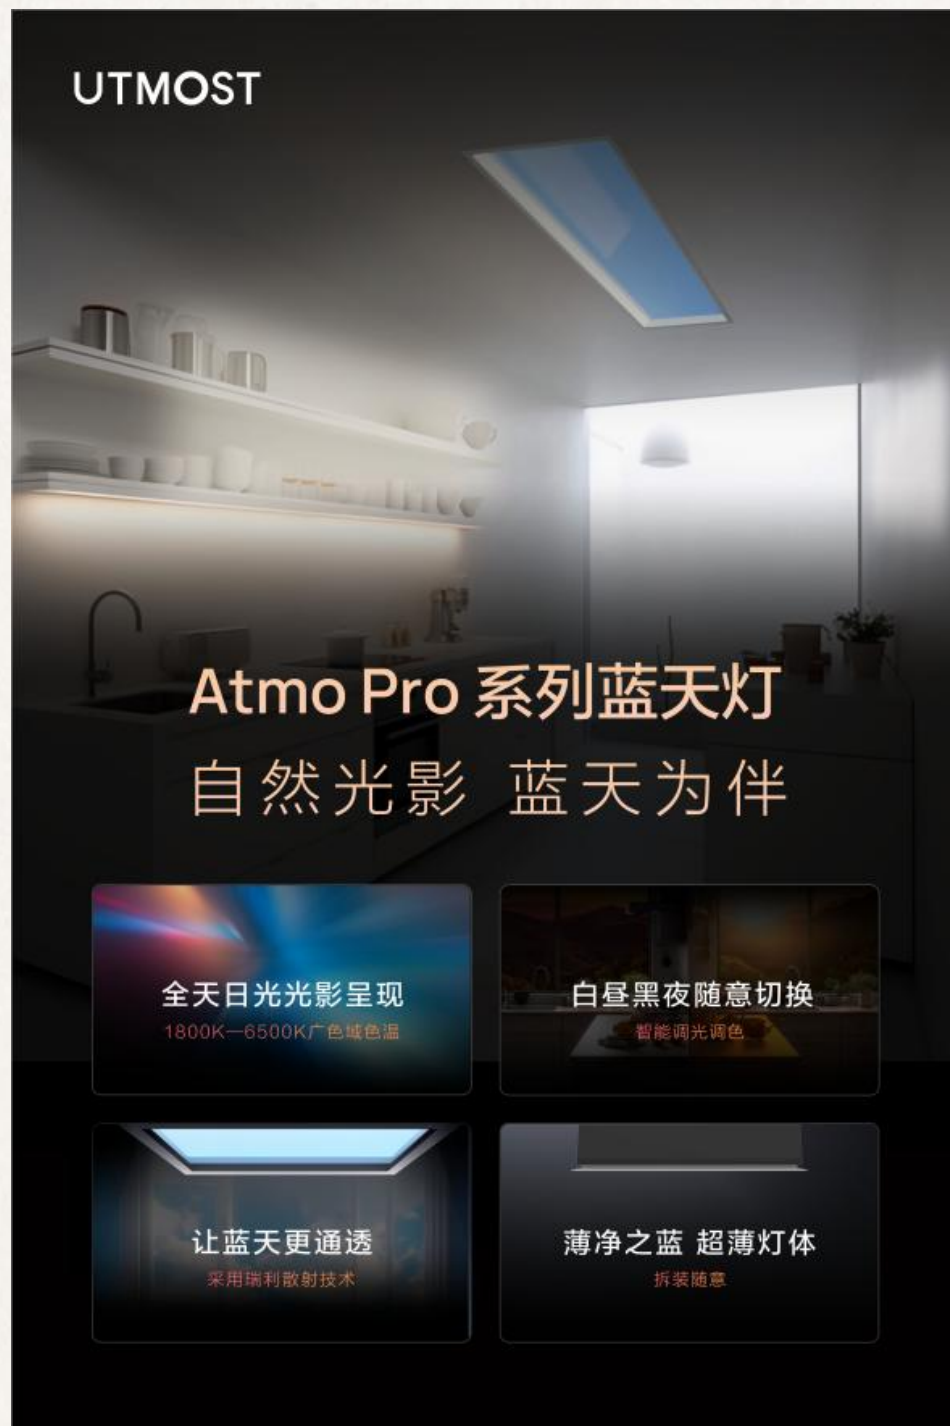 UTMOST
Atmo Pro 系列蓝天灯
自然光影 蓝天为伴
全天日光光影呈现
1800K—6500K广色域色温
白昼黑夜随意切换
智能调光调色
让蓝天更通透
采用瑞利散射技术
薄净之蓝 超薄灯体
拆装随意